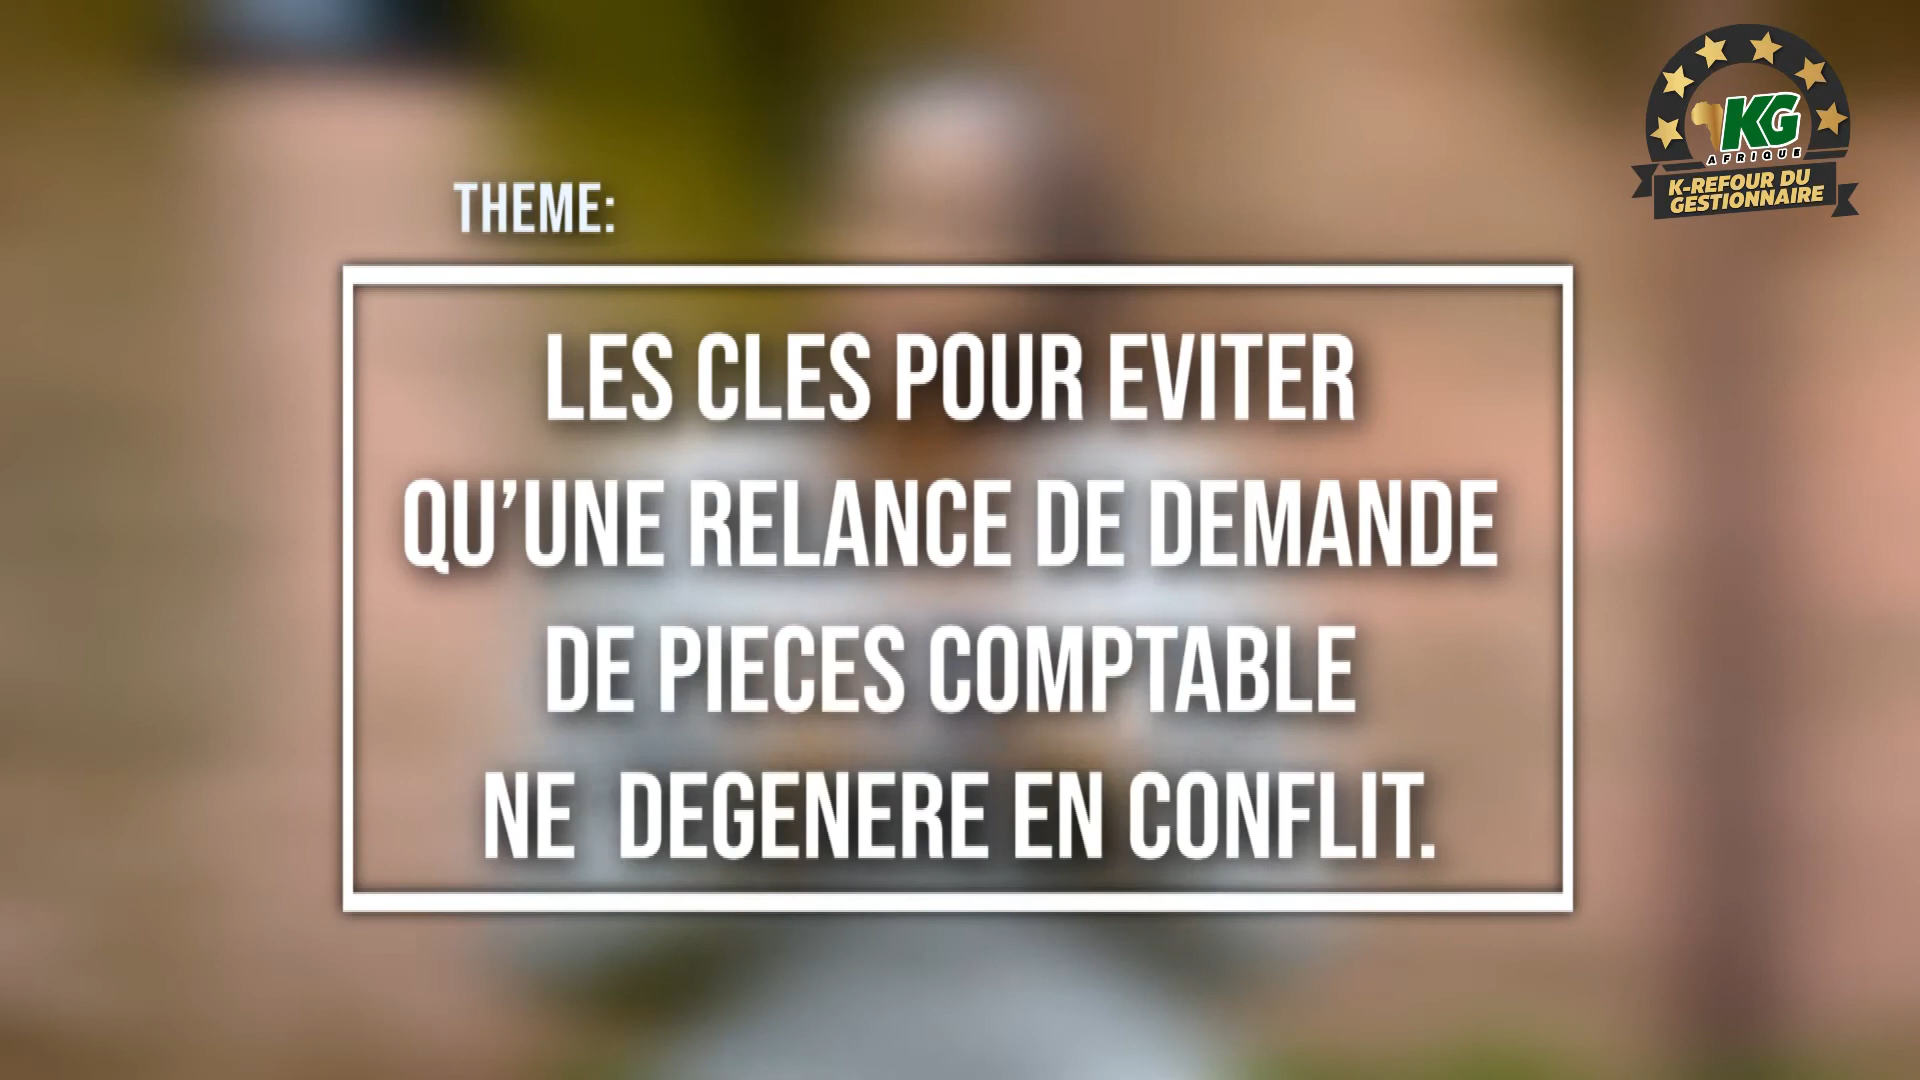 KG
AFRIQUE
K-REFOUR DU
GESTIONNAIRE
THEME:
LES CLES POUR EVITER
QU'UNE RELANCE DE DEMANDE
DE PIECES COMPTABLE
NE  DEGENERE EN CONFLIT.